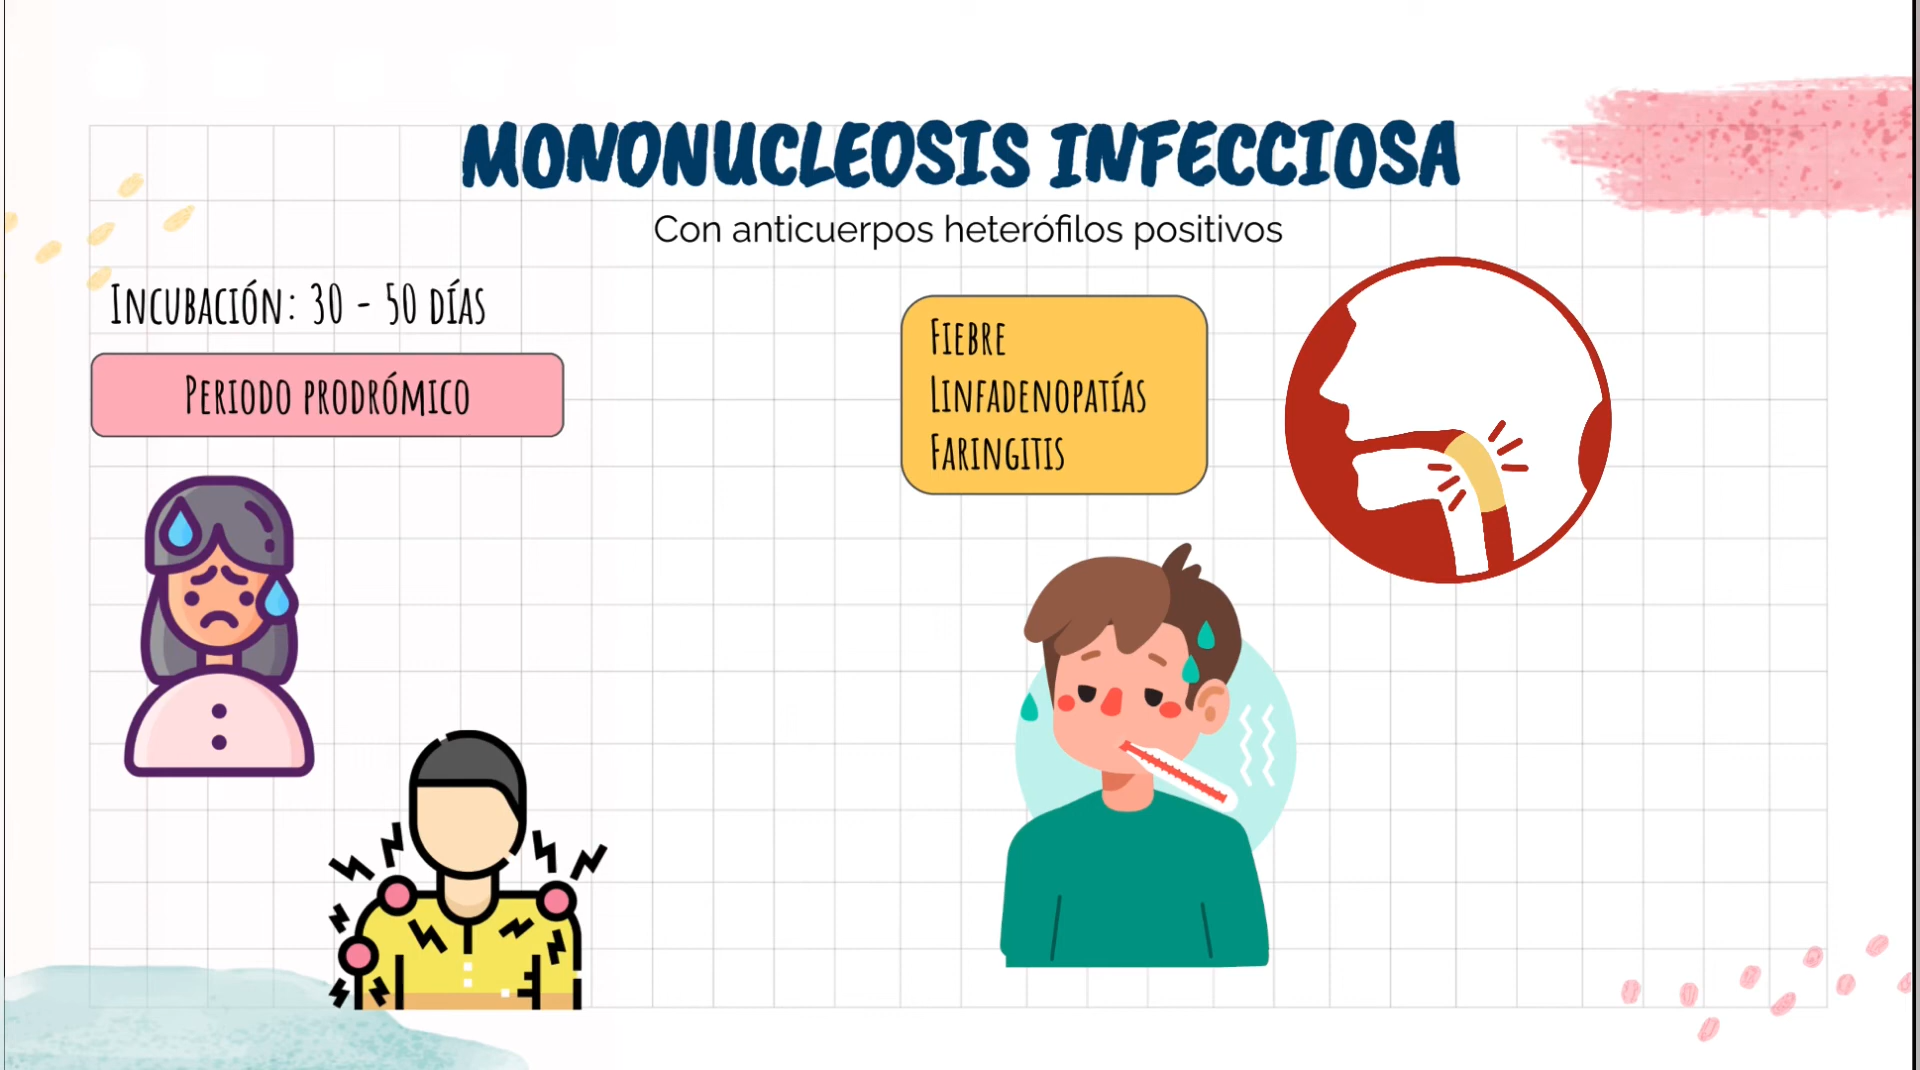 MONONUCLEOSIS INFECCIOSA
Con anticuerpos heterófilos positivos
INCUBACIÓN: 30 - 50 DÍAS
PERIODO PRODRÓMICO
FIEBRE
LINFADENOPATÍAS
FARINGITIS